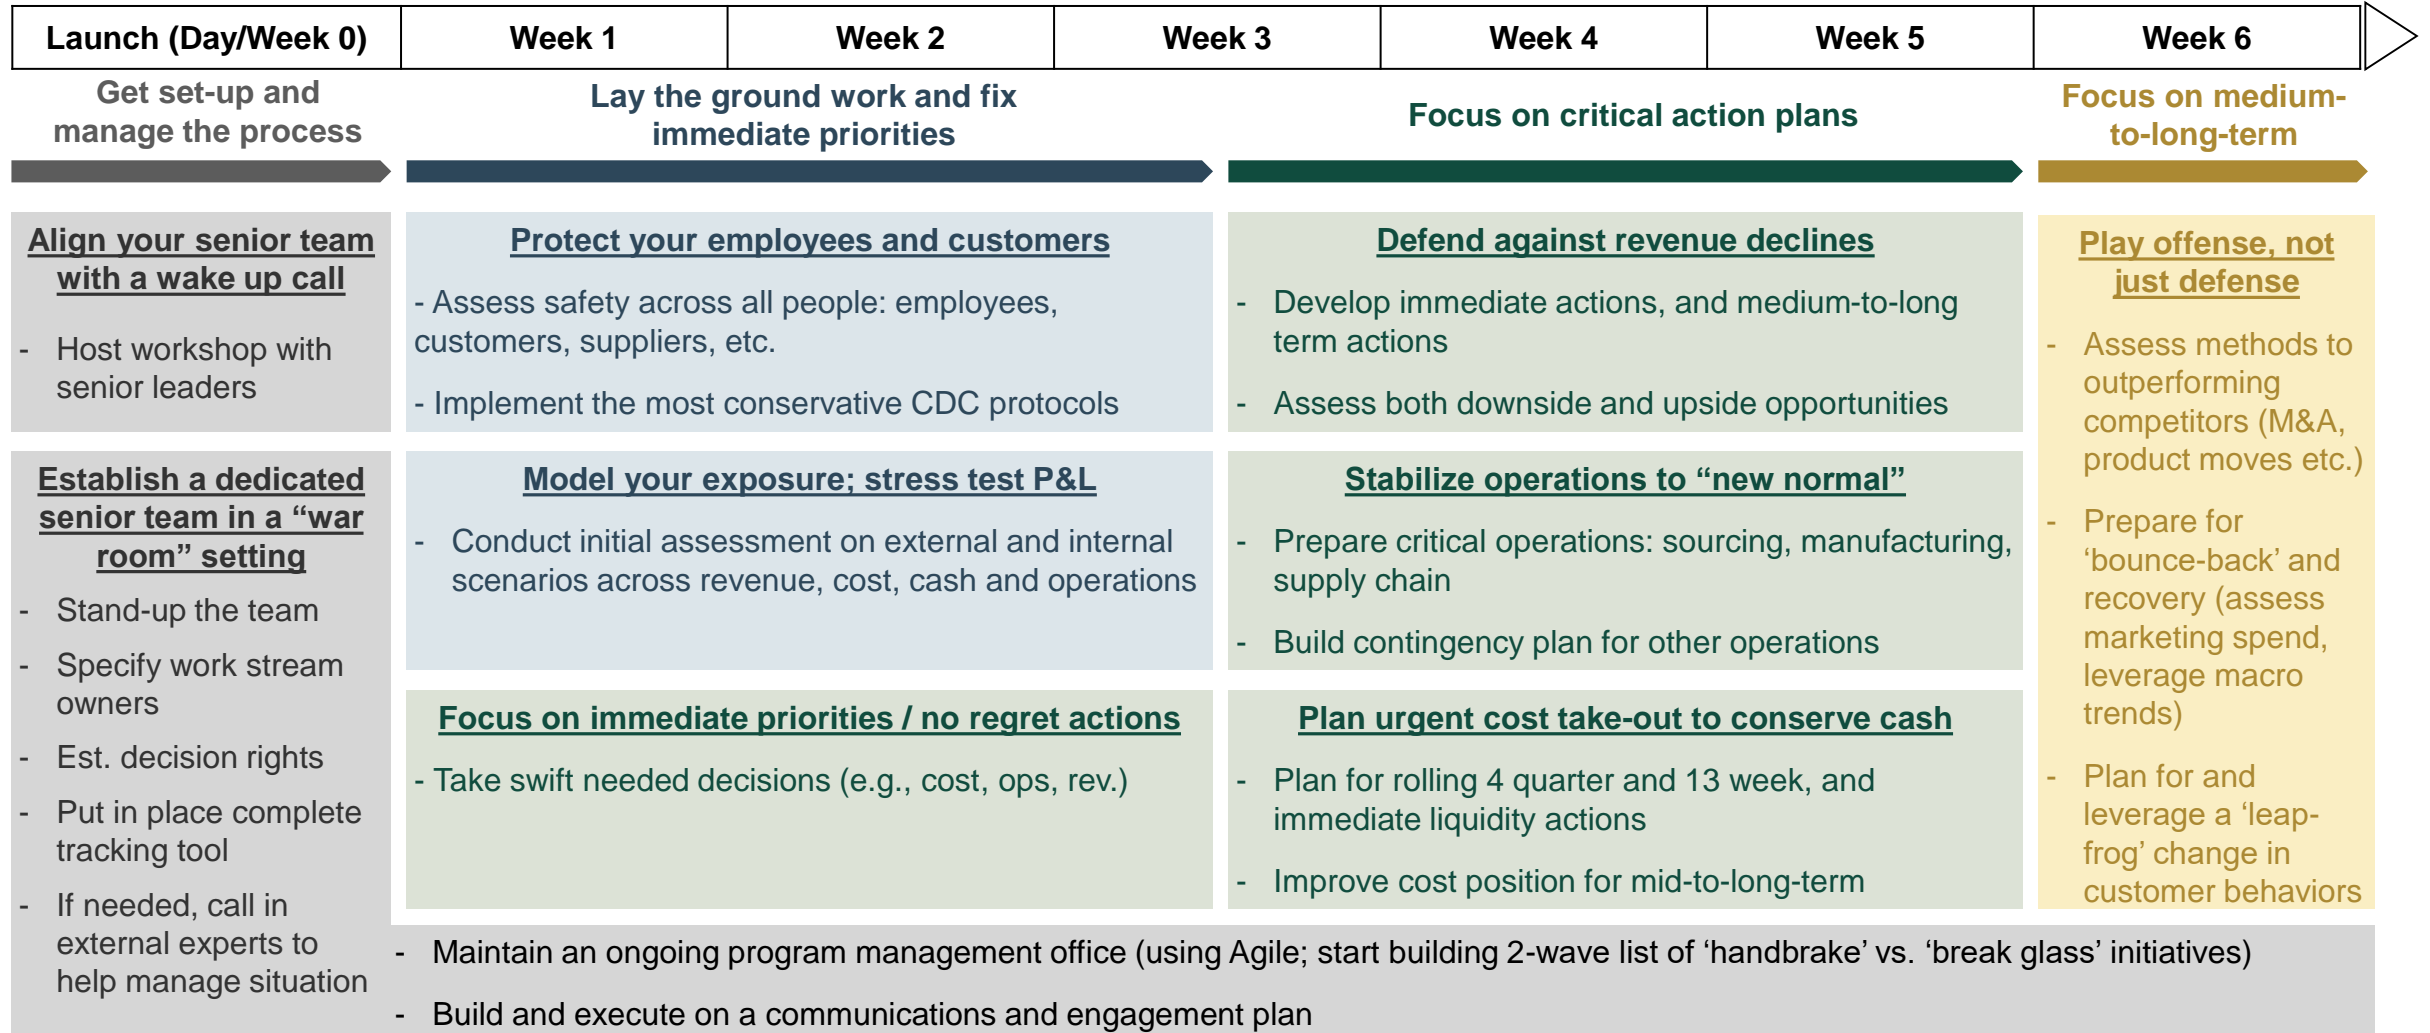 Launch (Day/Week 0)
Week 1
Week 2
Week 3
Week 4
Week 5
Week 6
Get set-up and
manage the process
Lay the ground work and fix
immediate priorities
Focus on critical action plans
Focus on medium-
to-long-term
Align your senior team
with a wake up call
- Host workshop with
senior leaders
Establish a dedicated
senior team in a “war
room” setting
- Stand-up the team
- Specify work stream
owners
- Est. decision rights
- Put in place complete
tracking tool
- If needed, call in
external experts to
help manage situation
Protect your employees and customers
- Assess safety across all people: employees,
customers, suppliers, etc.
- Implement the most conservative CDC protocols
Model your exposure; stress test P&L
- Conduct initial assessment on external and internal
scenarios across revenue, cost, cash and operations
Focus on immediate priorities / no regret actions
- Take swift needed decisions (e.g., cost, ops, rev.)
Defend against revenue declines
- Develop immediate actions, and medium-to-long
term actions
- Assess both downside and upside opportunities
Stabilize operations to “new normal”
- Prepare critical operations: sourcing, manufacturing,
supply chain
- Build contingency plan for other operations
Plan urgent cost take-out to conserve cash
- Plan for rolling 4 quarter and 13 week, and
immediate liquidity actions
- Improve cost position for mid-to-long-term
Play offense, not
just defense
- Assess methods to
outperforming
competitors (M&A,
product moves etc.)
- Prepare for
‘bounce-back’ and
recovery (assess
marketing spend,
leverage macro
trends)
- Plan for and
leverage a ‘leap-
frog’ change in
customer behaviors
- Maintain an ongoing program management office (using Agile; start building 2-wave list of ‘handbrake’ vs. ‘break glass’ initiatives)
- Build and execute on a communications and engagement plan